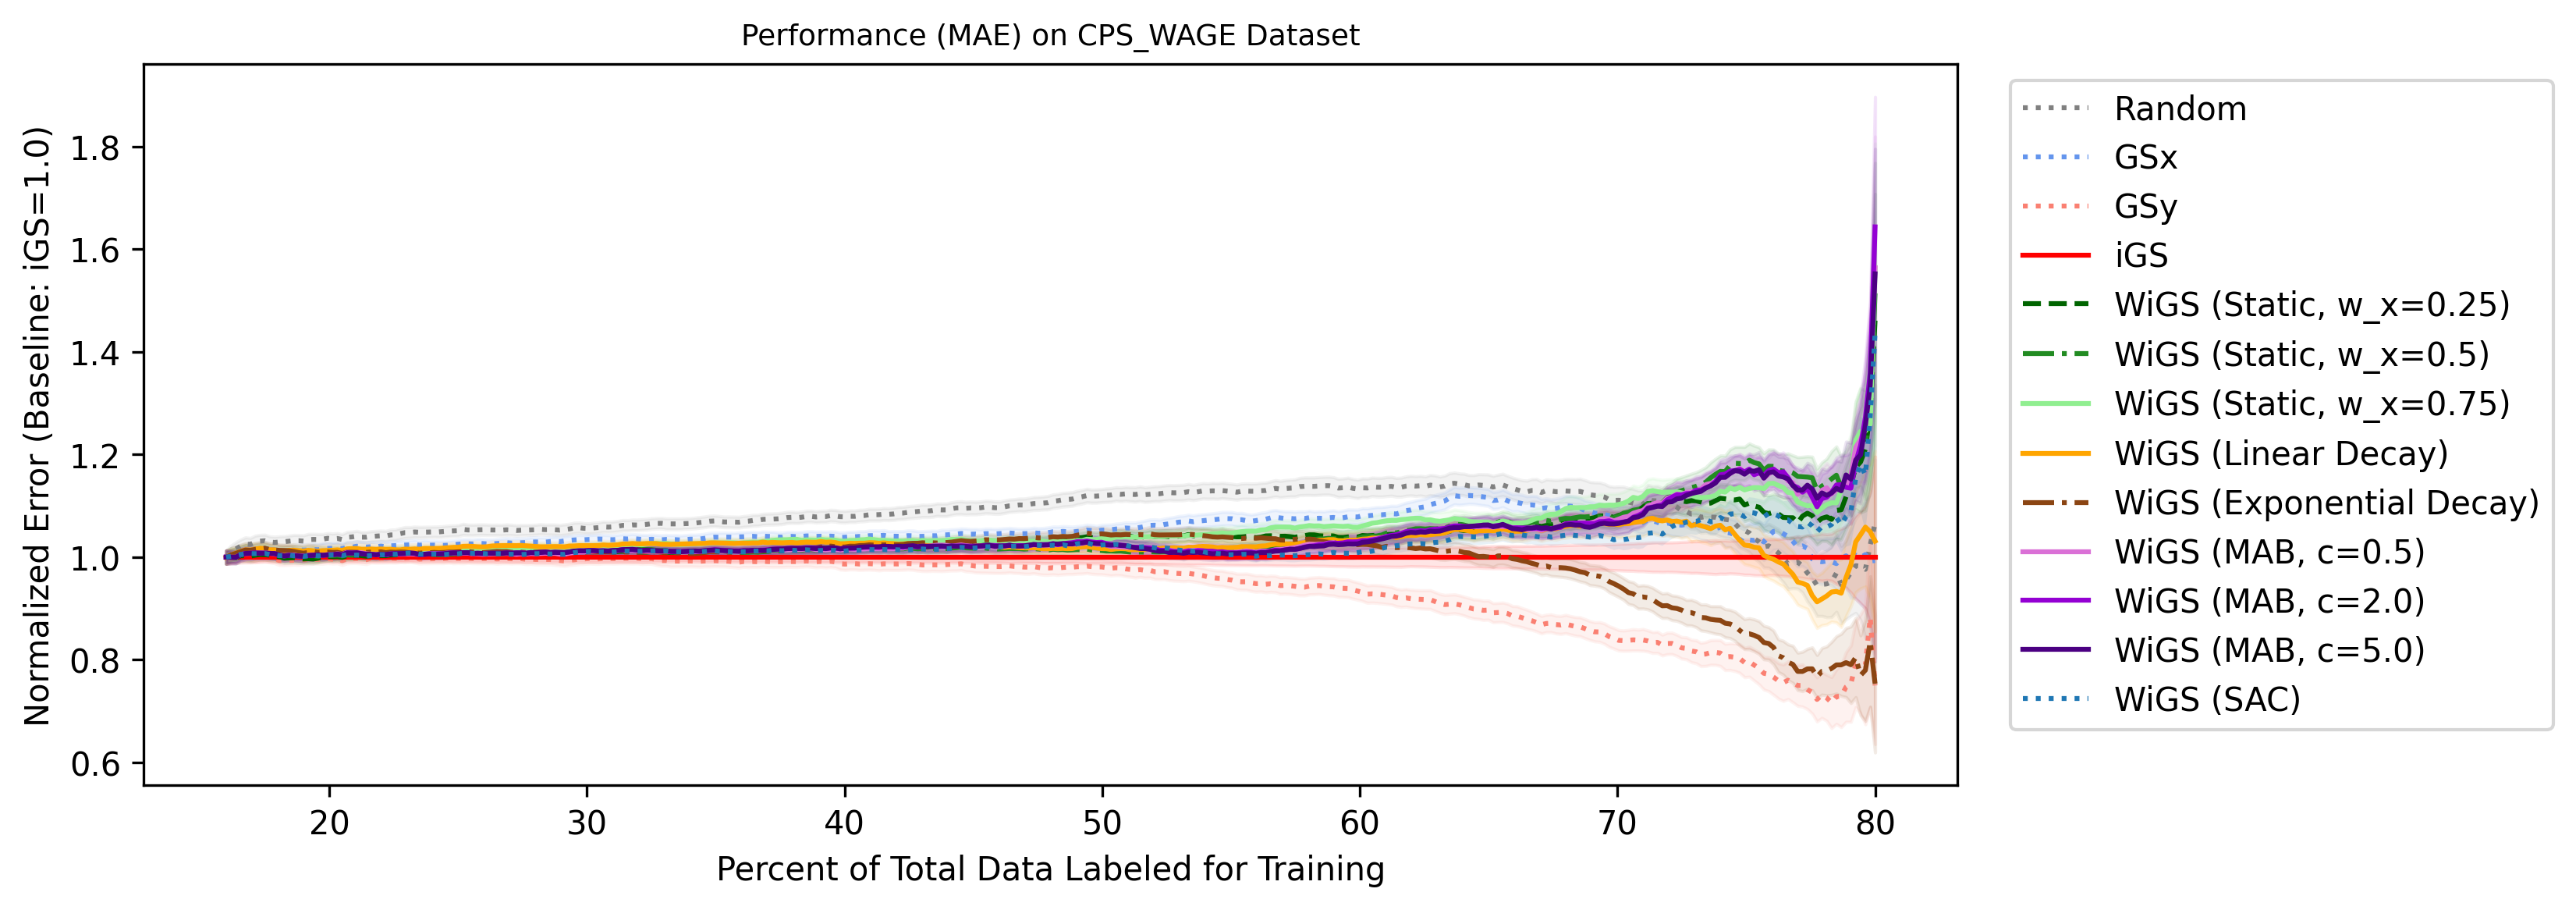 Performance (MAE) on CPS_WAGE Dataset
Normalized Error (Baseline: iGS=1.0)
1.8
1.6
1.4
1.2
1.0
0.8
0.6
20 30 40 50 60 70 80
Percent of Total Data Labeled for Training
Random
GSx
GSy
iGS
WiGS (Static, w_x=0.25)
WiGS (Static, w_x=0.5)
WiGS (Static, w_x=0.75)
WiGS (Linear Decay)
WiGS (Exponential Decay)
WiGS (MAB, c=0.5)
WiGS (MAB, c=2.0)
WiGS (MAB, c=5.0)
WiGS (SAC)